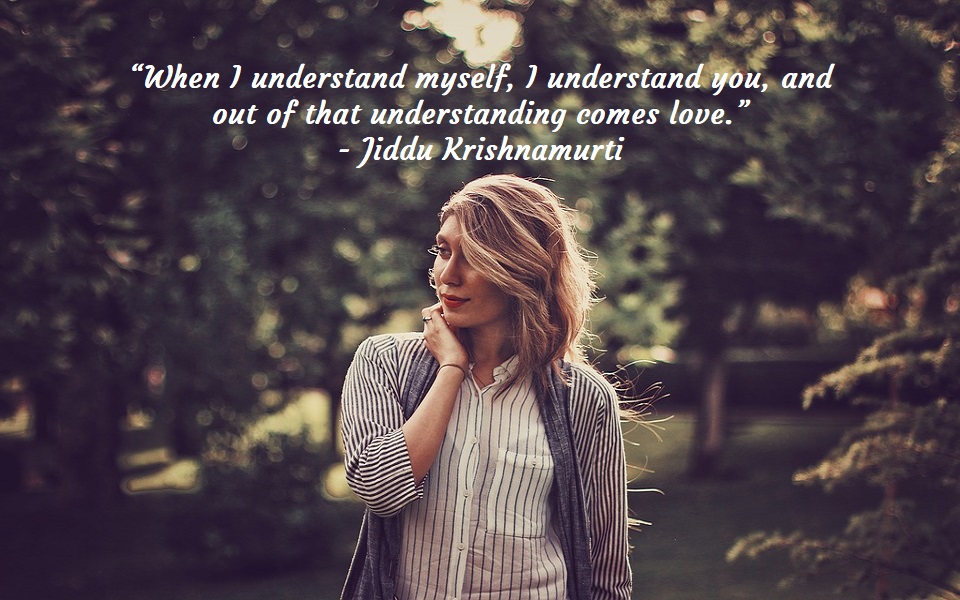 “When I understand myself, I understand you, and
out of that understanding comes love.”
- Jiddu Krishnamurti